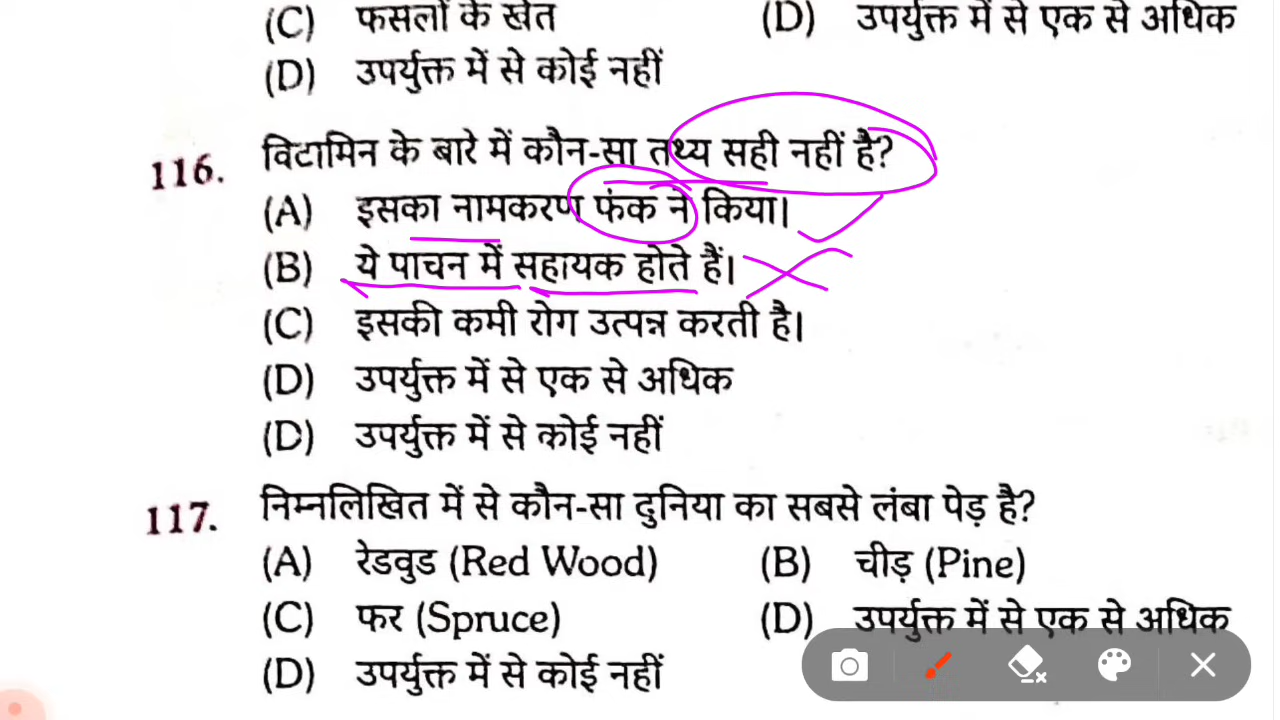 (C) फसलों के खेत (D) उपर्युक्त में से एक से अधिक
(D) उपर्युक्त में से कोई नहीं
116. विटामिन के बारे में कौन-सा तथ्य सही नहीं है?
(A) इसका नामकरण फंक ने किया।
(B) ये पाचन में सहायक होते हैं।
(C) इसकी कमी रोग उत्पन्न करती है।
(D) उपर्युक्त में से एक से अधिक
(D) उपर्युक्त में से कोई नहीं
117. निम्नलिखित में से कौन-सा दुनिया का सबसे लंबा पेड़ है?
(A) रेडवुड (Red Wood) (B) चीड़ (Pine)
(C) फर (Spruce) (D) उपर्युक्त में से एक से अधिक
(D) उपर्युक्त में से कोई नहीं